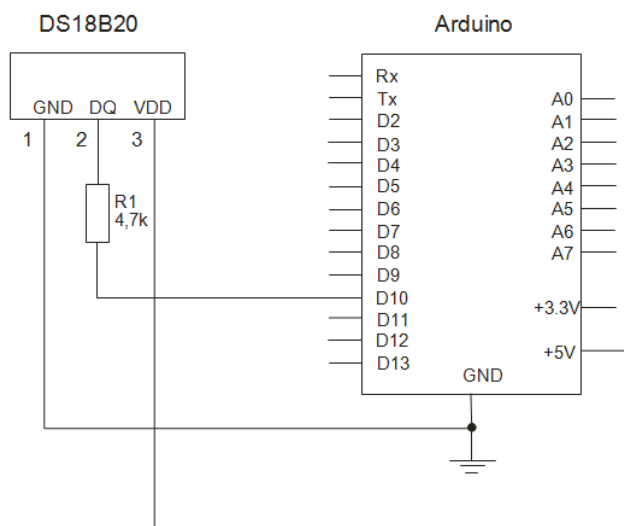 DS18B20
Arduino
GND DQ VDD
1 2 3
R1
4,7k
Rx
Tx
D2
D3
D4
D5
D6
D7
D8
D9
D10
D11
D12
D13
A0
A1
A2
A3
A4
A5
A6
A7
+3.3V
+5V
GND